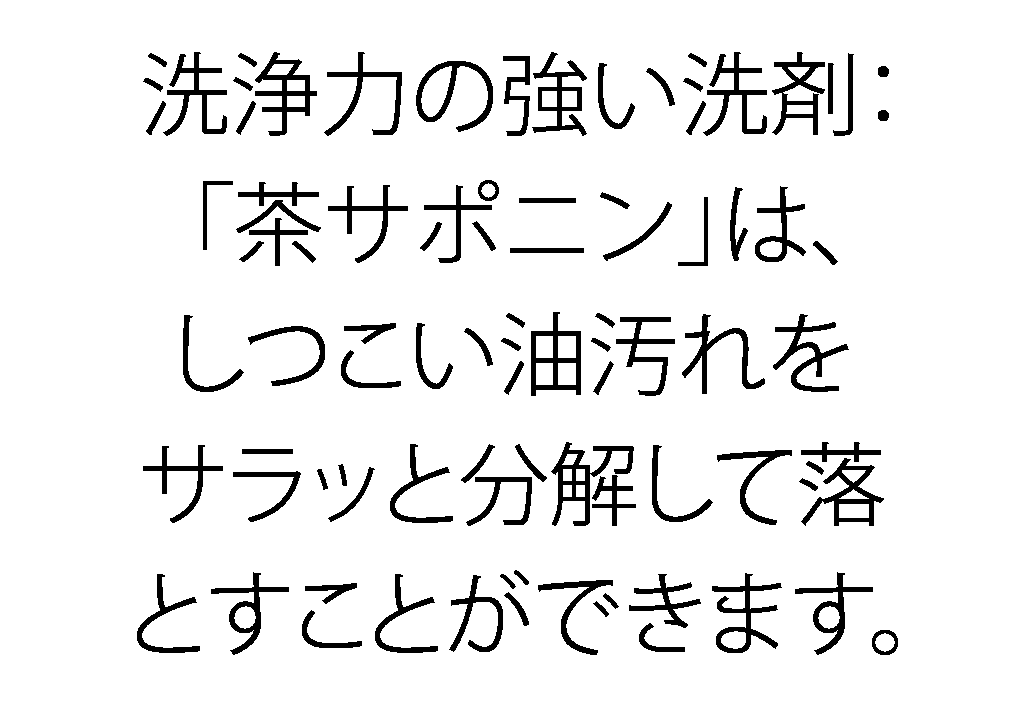 洗浄力の強い洗剤：
「茶サポニン」は、
しつこい油汚れを
サラッと分解して落
とすことができます。